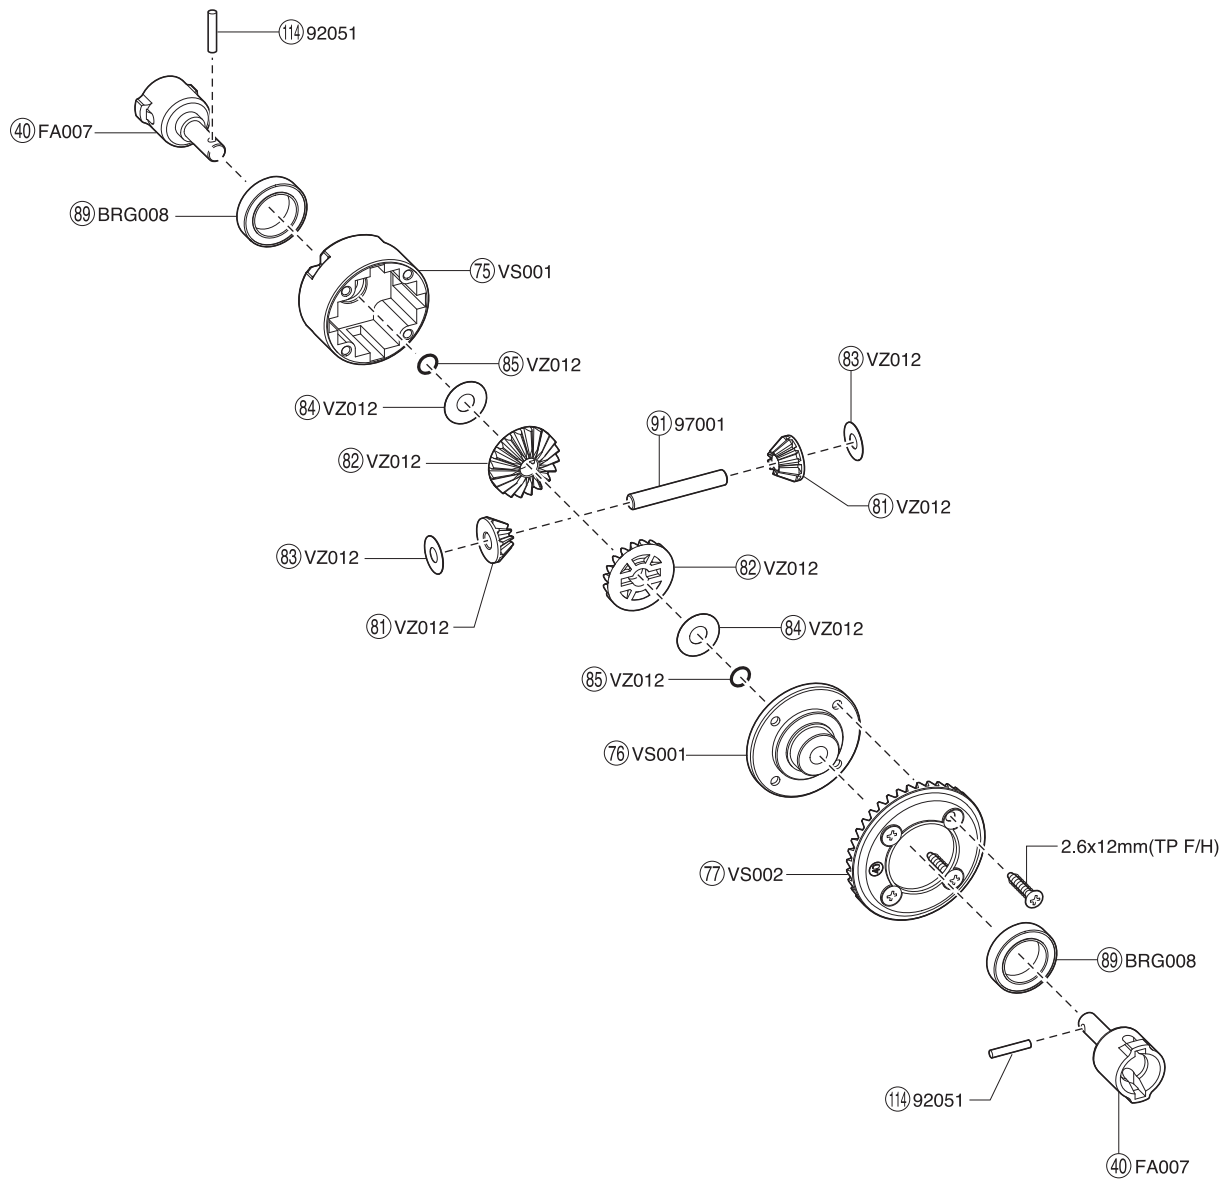 114 92051
40 FA007
89 BRG008
75 VS001
85 VZ012
83 VZ012
84 VZ012
91 97001
82 VZ012
81 VZ012
83 VZ012
82 VZ012
81 VZ012
84 VZ012
85 VZ012
76 VS001
2.6x12mm(TP F/H)
77 VS002
89 BRG008
114 92051
40 FA007